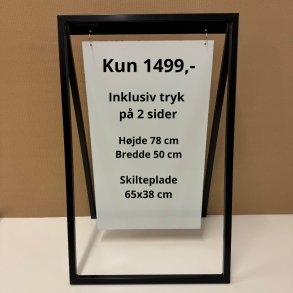 Kun 1499,-
Inklusiv tryk
på 2 sider
Højde 78 cm
Bredde 50 cm
Skilteplade
65x38 cm